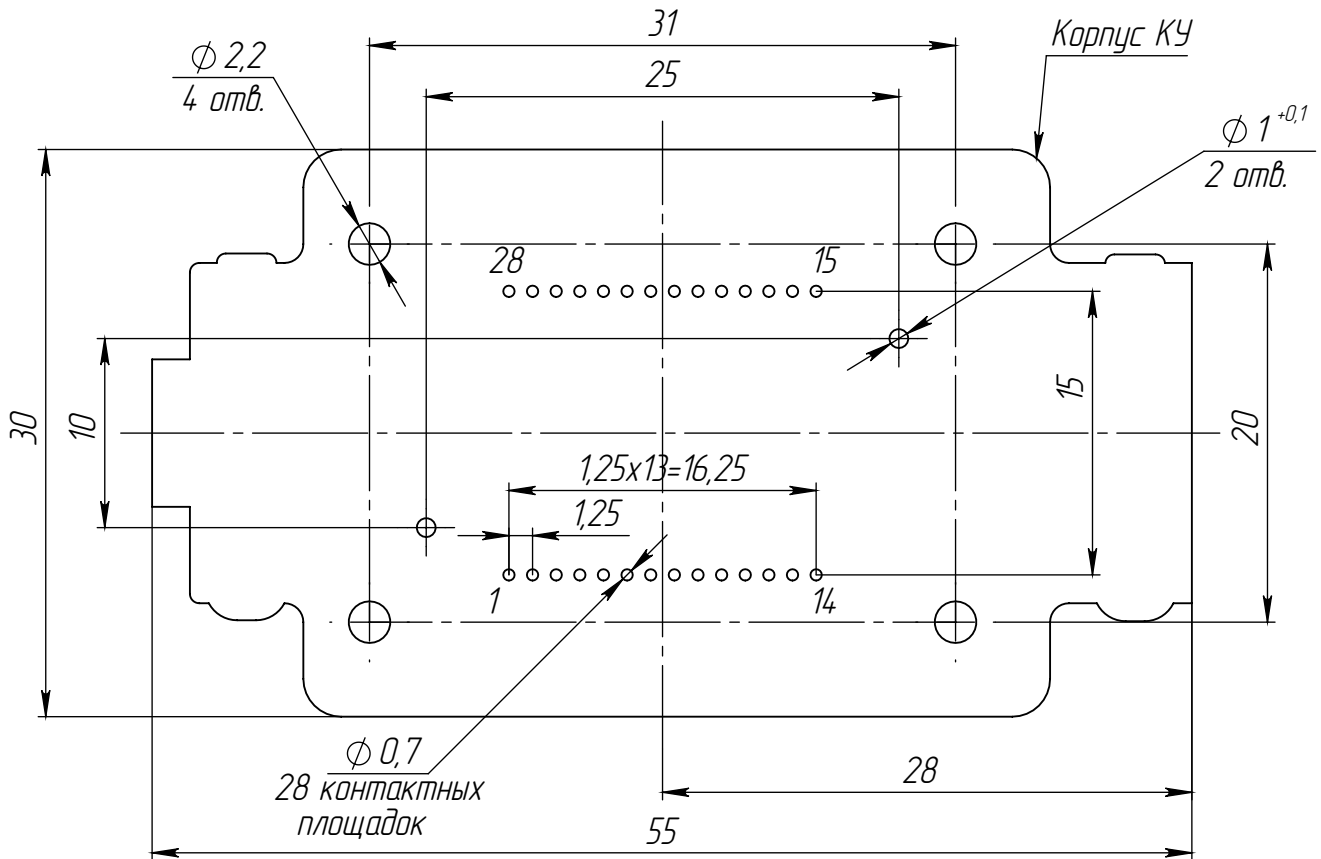 31
Корпус КУ
⌀ 2,2
4 отв.
25
⌀ 1 +0,1
2 отв.
28
15
30
10
15
20
1,25х13=16,25
1,25
1
14
⌀ 0,7
28 контактных
площадок
28
55